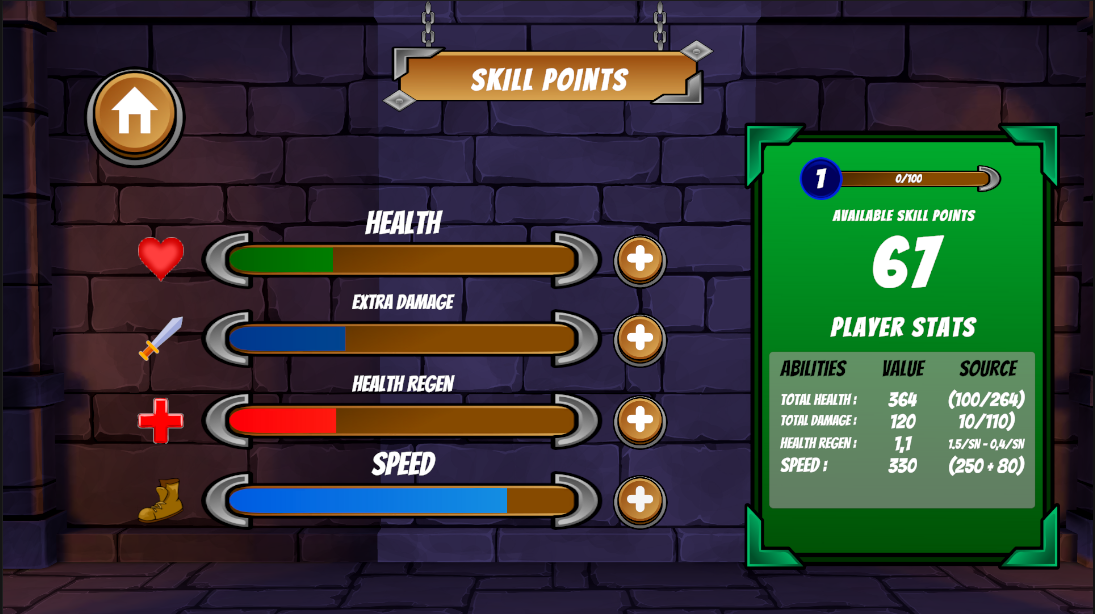 SKILL POINTS
HEALTH
EXTRA DAMAGE
HEALTH REGEN
SPEED
1 0/100
AVAILABLE SKILL POINTS
67
PLAYER STATS
ABILITIES VALUE SOURCE
TOTAL HEALTH : 364 (100/264)
TOTAL DAMAGE : 120 10/110)
HEALTH REGEN : 1,1 1.5/SN - 0,4/SN
SPEED : 330 (250 + 80)